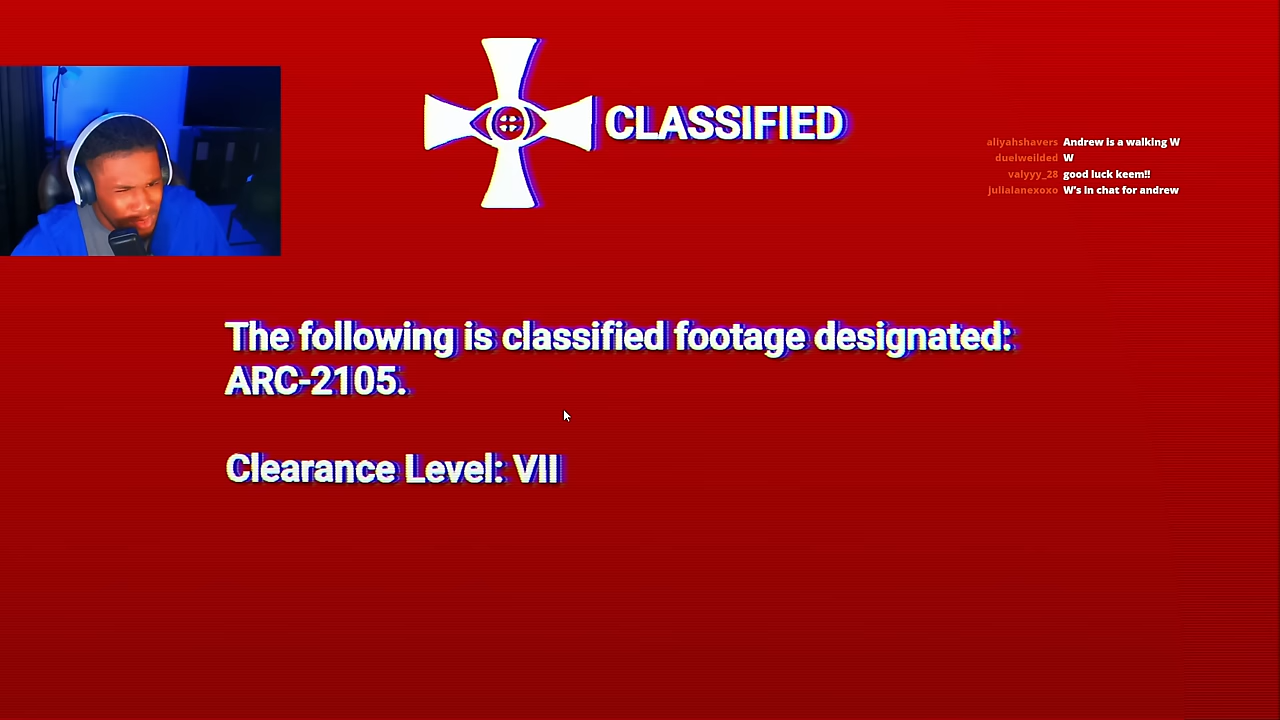 CLASSIFIED
aliyahshavers Andrew is a walking W
duelweilded W
valyyy_28 good luck keem!!
julialanexoxo W's in chat for andrew
The following is classified footage designated:
ARC-2105.
Clearance Level: VII